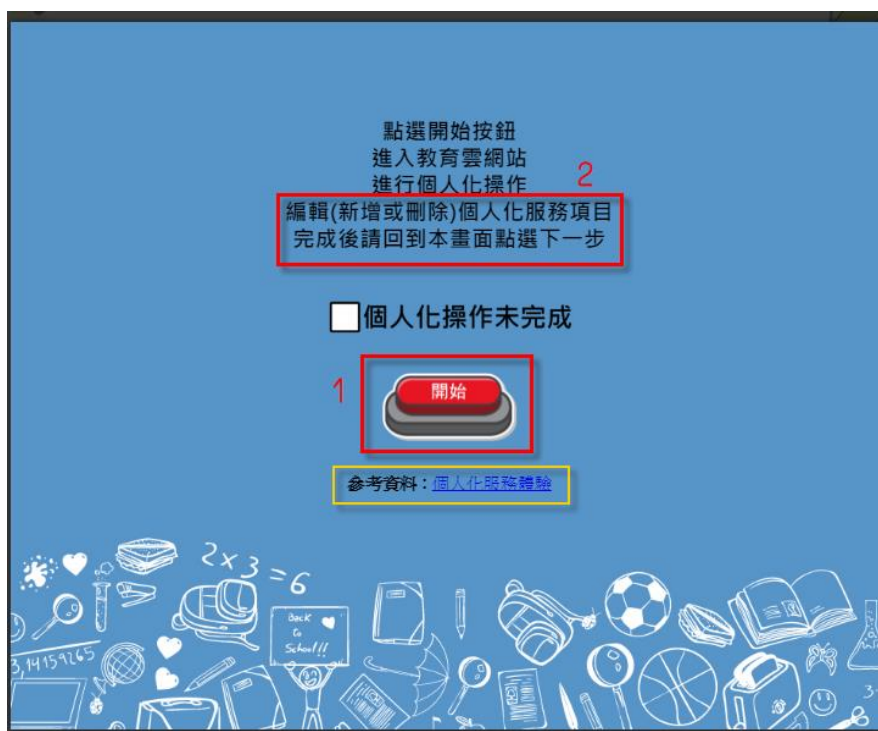 點選開始按鈕
進入教育雲網站
進行個人化操作
2
編輯(新增或刪除)個人化服務項目
完成後請回到本畫面點選下一步
個人化操作未完成
1
開始
參考資料：個人化服務體驗
2×3=6
Back
to
School!!
3,14159265